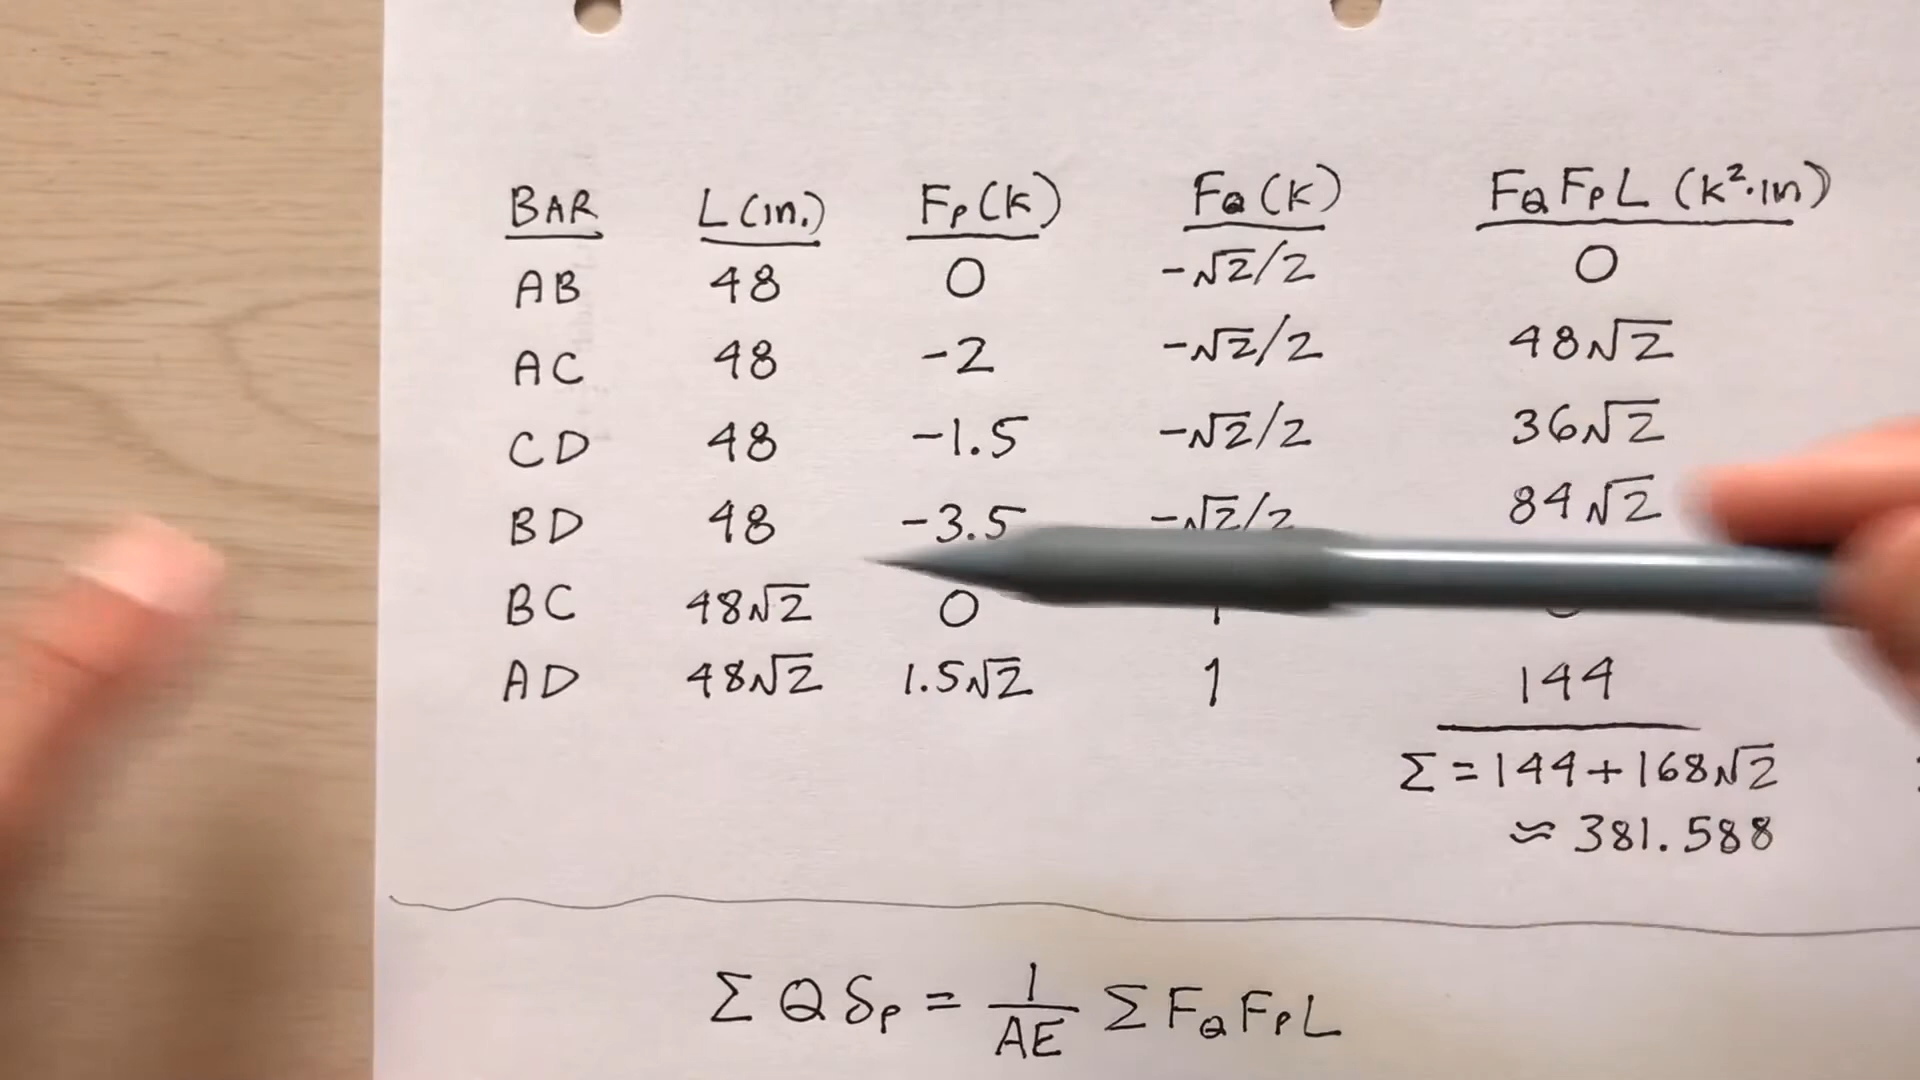 BAR L (in.) Fp (k) FQ (k) FQ Fp L (k²·in)
AB 48 0 -√2/2 0
AC 48 -2 -√2/2 48√2
CD 48 -1.5 -√2/2 36√2
BD 48 -3.5 -√2/2 84√2
BC 48√2 0
AD 48√2 1.5√2 1 144
Σ = 144 + 168√2
≈ 381.588
Σ Q δp = 1/AE Σ FQ FP L